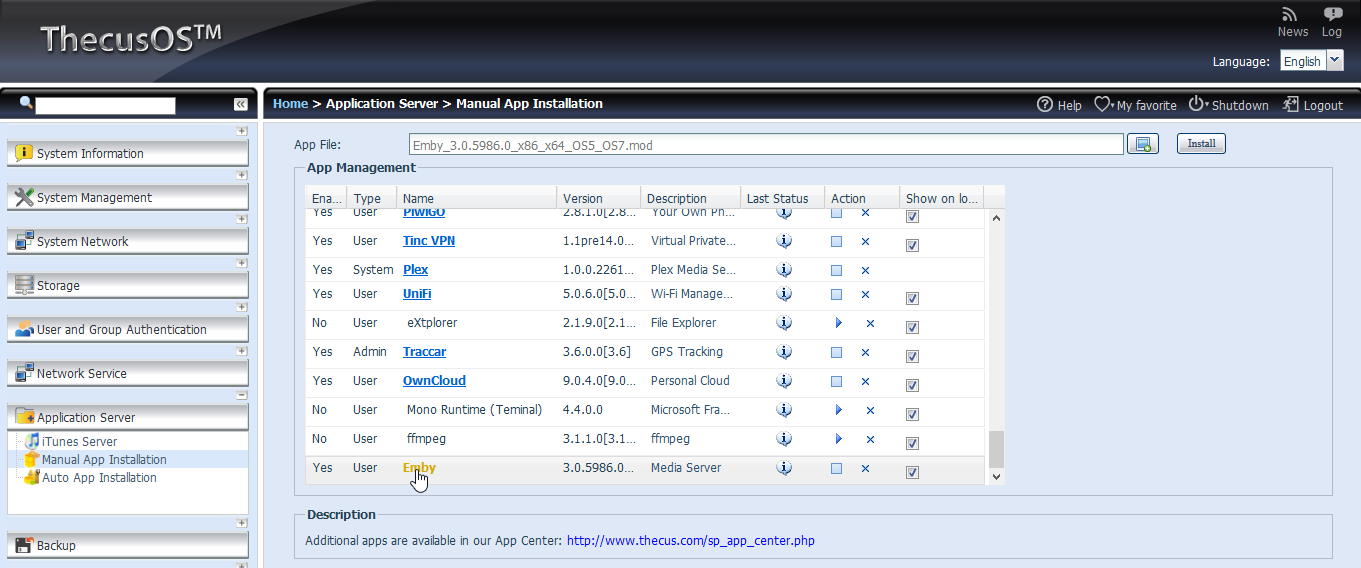 ThecusOS™
News Log
Language: English
Home > Application Server > Manual App Installation
Help My favorite Shutdown Logout
System Information
System Management
System Network
Storage
User and Group Authentication
Network Service
Application Server
iTunes Server
Manual App Installation
Auto App Installation
Backup
App File: Emby_3.0.5986.0_x86_x64_OS5_OS7.mod Install
App Management
Ena... Type Name Version Description Last Status Action Show on lo...
Yes User PiWiGO 2.8.1.0[2.8... Your Own Ph...
Yes User Tinc VPN 1.1pre14.0... Virtual Private...
Yes System Plex 1.0.0.2261... Plex Media Se...
Yes User UniFi 5.0.6.0[5.0... Wi-Fi Manage...
No User eXtplorer 2.1.9.0[2.1... File Explorer
Yes Admin Traccar 3.6.0.0[3.6] GPS Tracking
Yes User OwnCloud 9.0.4.0[9.0... Personal Cloud
No User Mono Runtime (Teminal) 4.4.0.0 Microsoft Fra...
No User ffmpeg 3.1.1.0[3.1... ffmpeg
Yes User Emby 3.0.5986.0... Media Server
Description
Additional apps are available in our App Center: http://www.thecus.com/sp_app_center.php